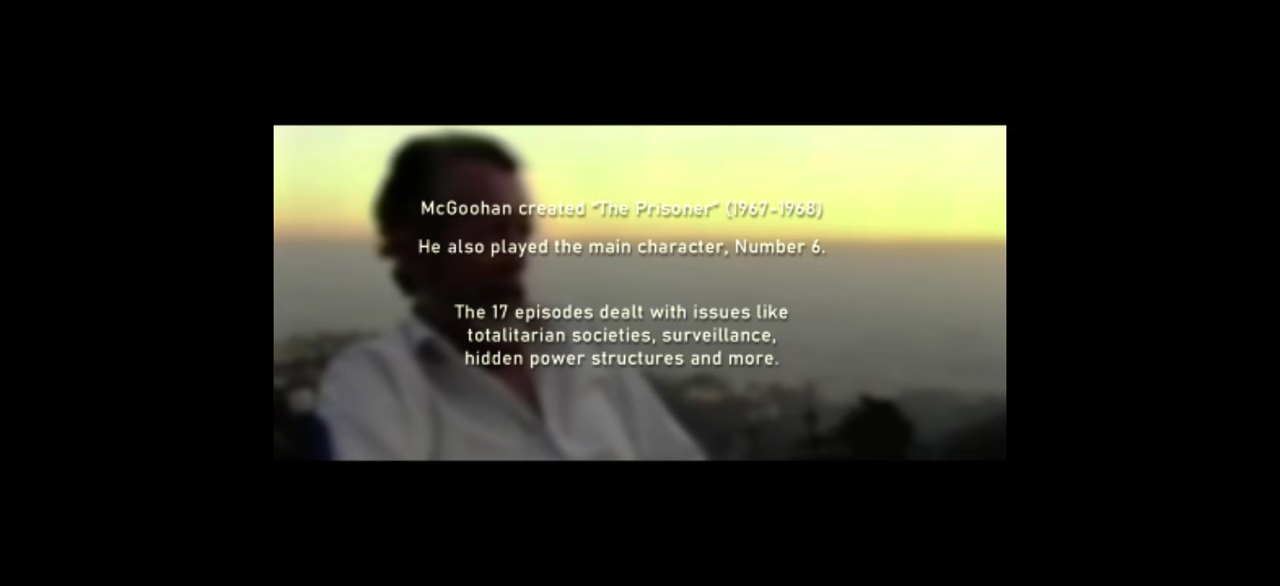 McGoohan created "The Prisoner" (1967-1968)
He also played the main character, Number 6.
The 17 episodes dealt with issues like
totalitarian societies, surveillance,
hidden power structures and more.